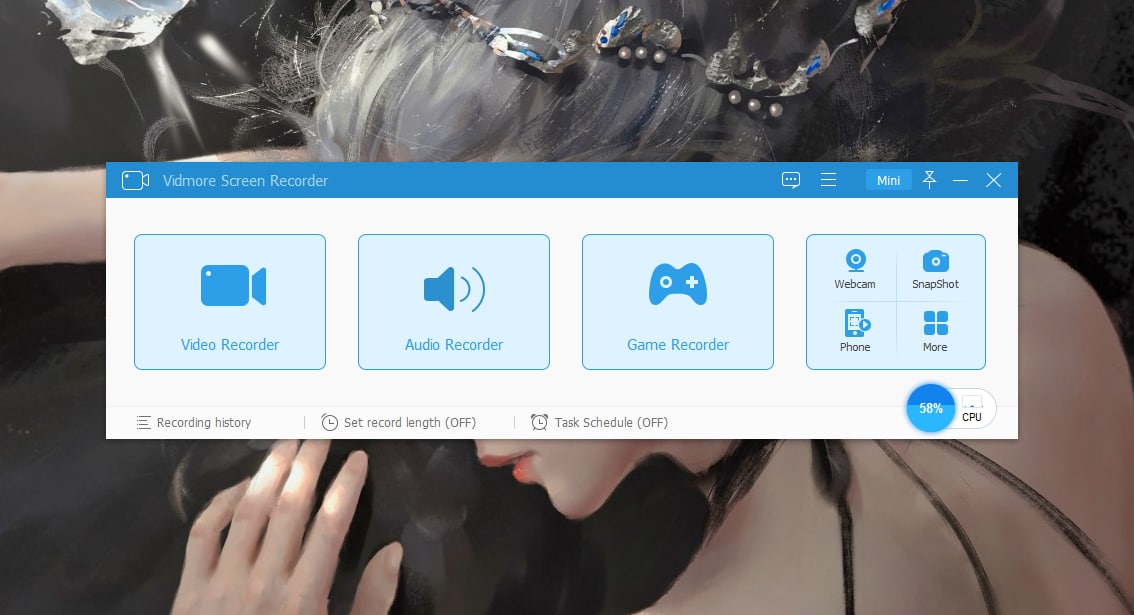 Vidmore Screen Recorder
Mini
Video Recorder
Audio Recorder
Game Recorder
Webcam
SnapShot
Phone
More
Recording history
Set record length (OFF)
Task Schedule (OFF)
58%
CPU